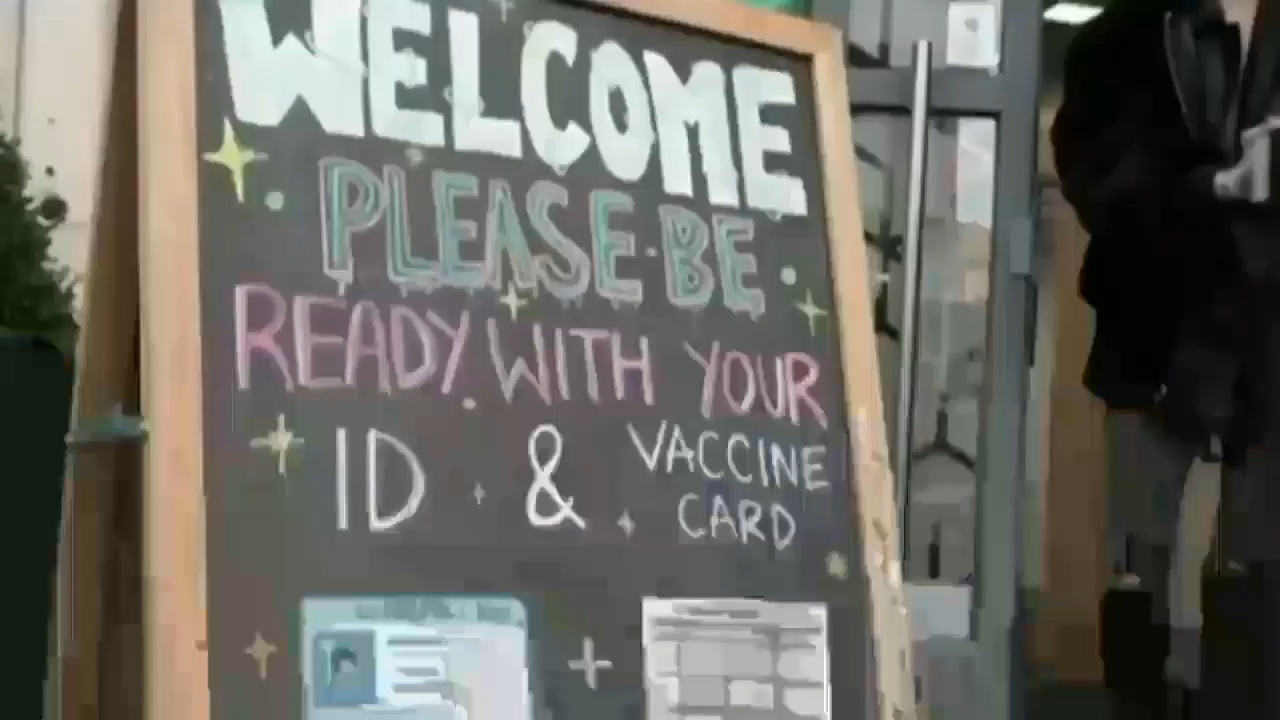 WELCOME
PLEASE BE
READY WITH YOUR
ID & VACCINE
CARD